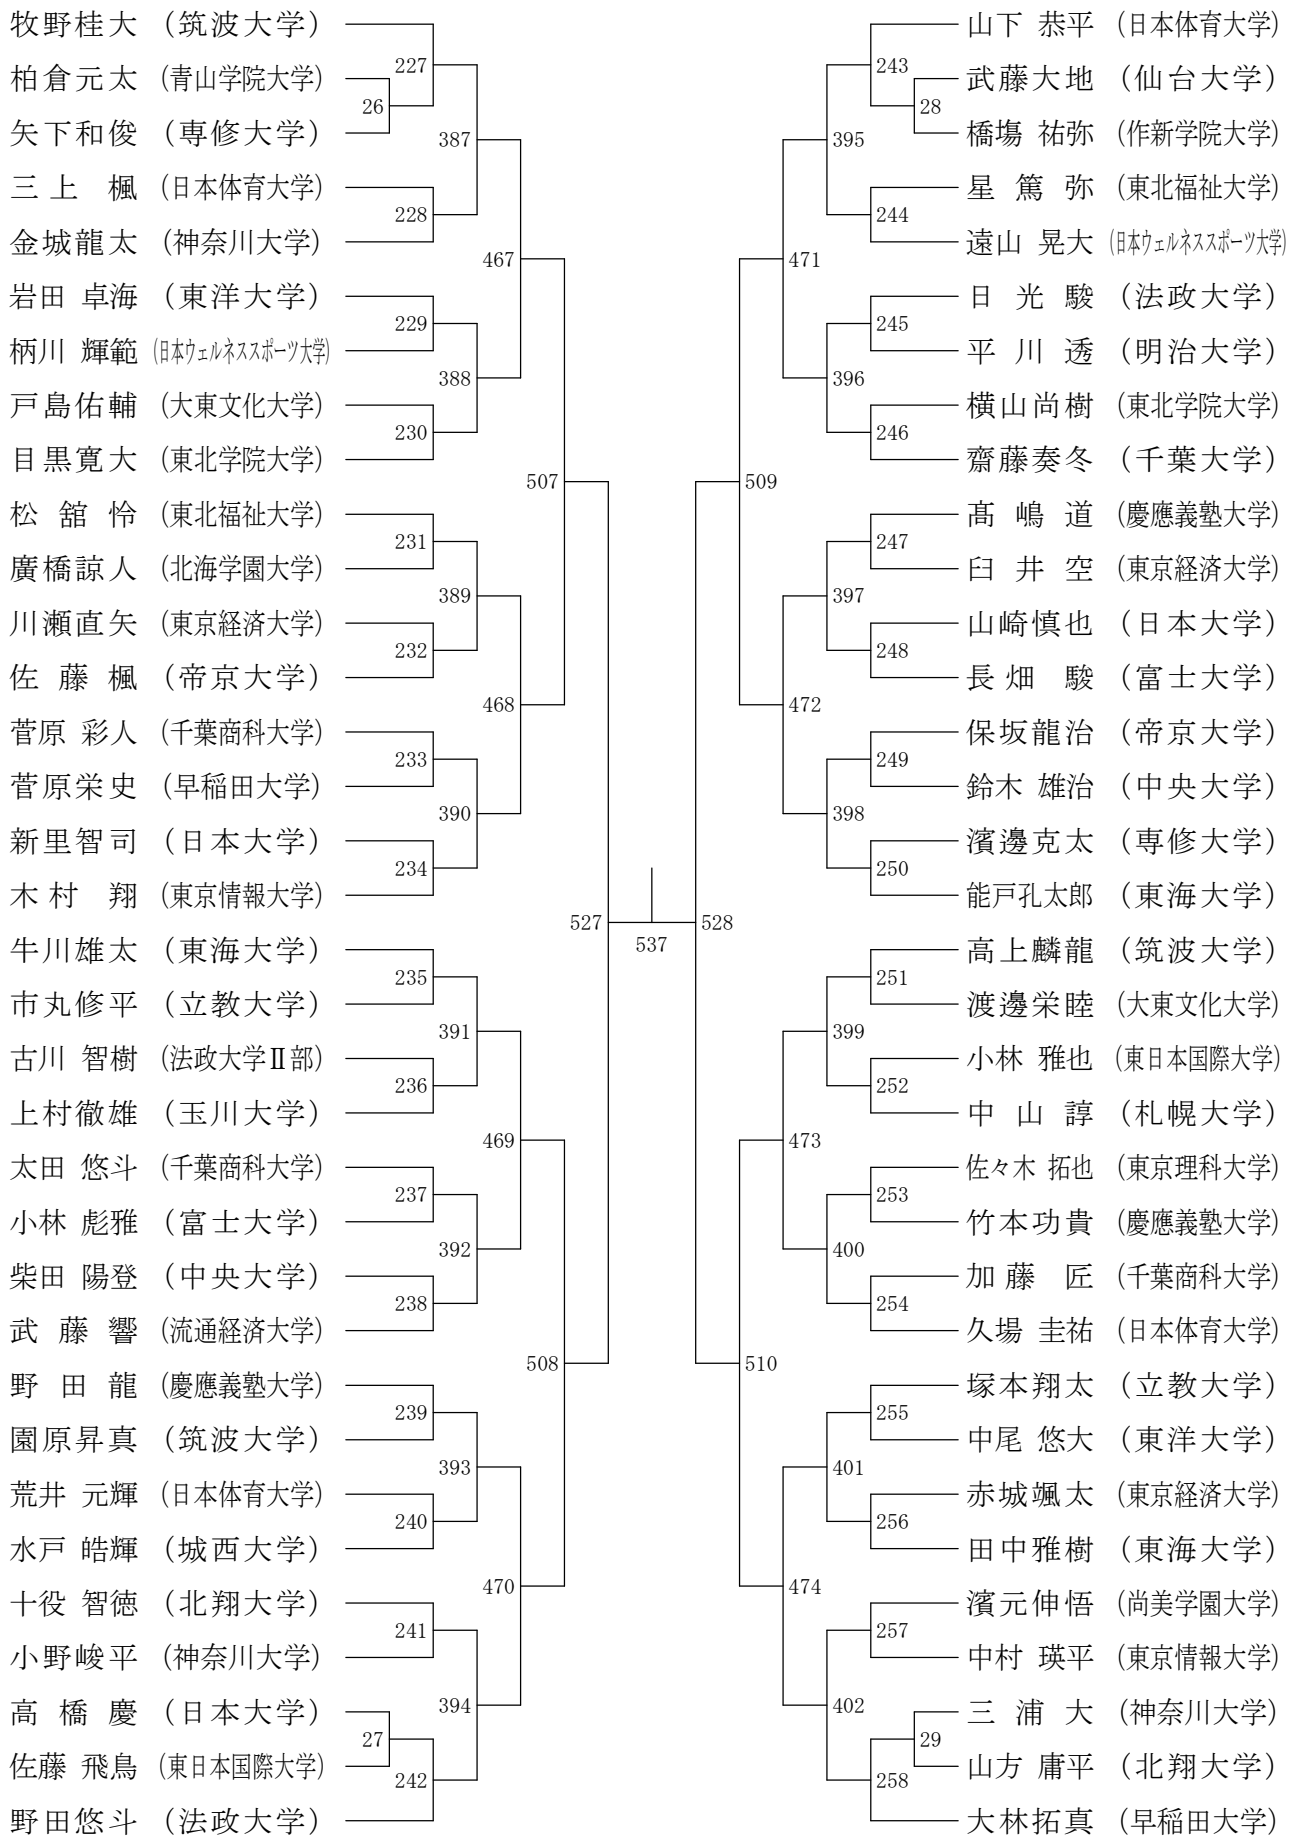 牧野桂大 (筑波大学)
柏倉元太 (青山学院大学)
矢下和俊 (専修大学)
三上 楓 (日本体育大学)
金城龍太 (神奈川大学)
岩田 卓海 (東洋大学)
柄川 輝範 (日本ウェルネススポーツ大学)
戸島佑輔 (大東文化大学)
目黒寛大 (東北学院大学)
松舘怜 (東北福祉大学)
廣橋諒人 (北海学園大学)
川瀬直矢 (東京経済大学)
佐藤楓 (帝京大学)
菅原 彩人 (千葉商科大学)
菅原栄史 (早稲田大学)
新里智司 (日本大学)
木村 翔 (東京情報大学)
牛川雄太 (東海大学)
市丸修平 (立教大学)
古川 智樹 (法政大学Ⅱ部)
上村徹雄 (玉川大学)
太田 悠斗 (千葉商科大学)
小林 彪雅 (富士大学)
柴田 陽登 (中央大学)
武藤響 (流通経済大学)
野田龍 (慶應義塾大学)
園原昇真 (筑波大学)
荒井 元輝 (日本体育大学)
水戸 皓輝 (城西大学)
十役 智徳 (北翔大学)
小野峻平 (神奈川大学)
高橋慶 (日本大学)
佐藤 飛鳥 (東日本国際大学)
野田悠斗 (法政大学)
26
27
227
228
229
230
231
232
233
234
235
236
237
238
239
240
241
242
387
388
389
390
391
392
393
394
467
468
469
470
507
508
527
537
528
509
510
471
472
473
474
395
396
397
398
399
400
401
402
243
244
245
246
247
248
249
250
251
252
253
254
255
256
257
258
28
29
山下 恭平 (日本体育大学)
武藤大地 (仙台大学)
橋塲 祐弥 (作新学院大学)
星篤弥 (東北福祉大学)
遠山 晃大 (日本ウェルネススポーツ大学)
日光駿 (法政大学)
平川透 (明治大学)
横山尚樹 (東北学院大学)
齋藤奏冬 (千葉大学)
髙嶋道 (慶應義塾大学)
臼井空 (東京経済大学)
山崎慎也 (日本大学)
長畑 駿 (富士大学)
保坂龍治 (帝京大学)
鈴木 雄治 (中央大学)
濱邊克太 (専修大学)
能戸孔太郎 (東海大学)
高上麟龍 (筑波大学)
渡邊栄睦 (大東文化大学)
小林 雅也 (東日本国際大学)
中山諄 (札幌大学)
佐々木 拓也 (東京理科大学)
竹本功貴 (慶應義塾大学)
加藤 匠 (千葉商科大学)
久場 圭祐 (日本体育大学)
塚本翔太 (立教大学)
中尾 悠大 (東洋大学)
赤城颯太 (東京経済大学)
田中雅樹 (東海大学)
濱元伸悟 (尚美学園大学)
中村 瑛平 (東京情報大学)
三浦大 (神奈川大学)
山方 庸平 (北翔大学)
大林拓真 (早稲田大学)